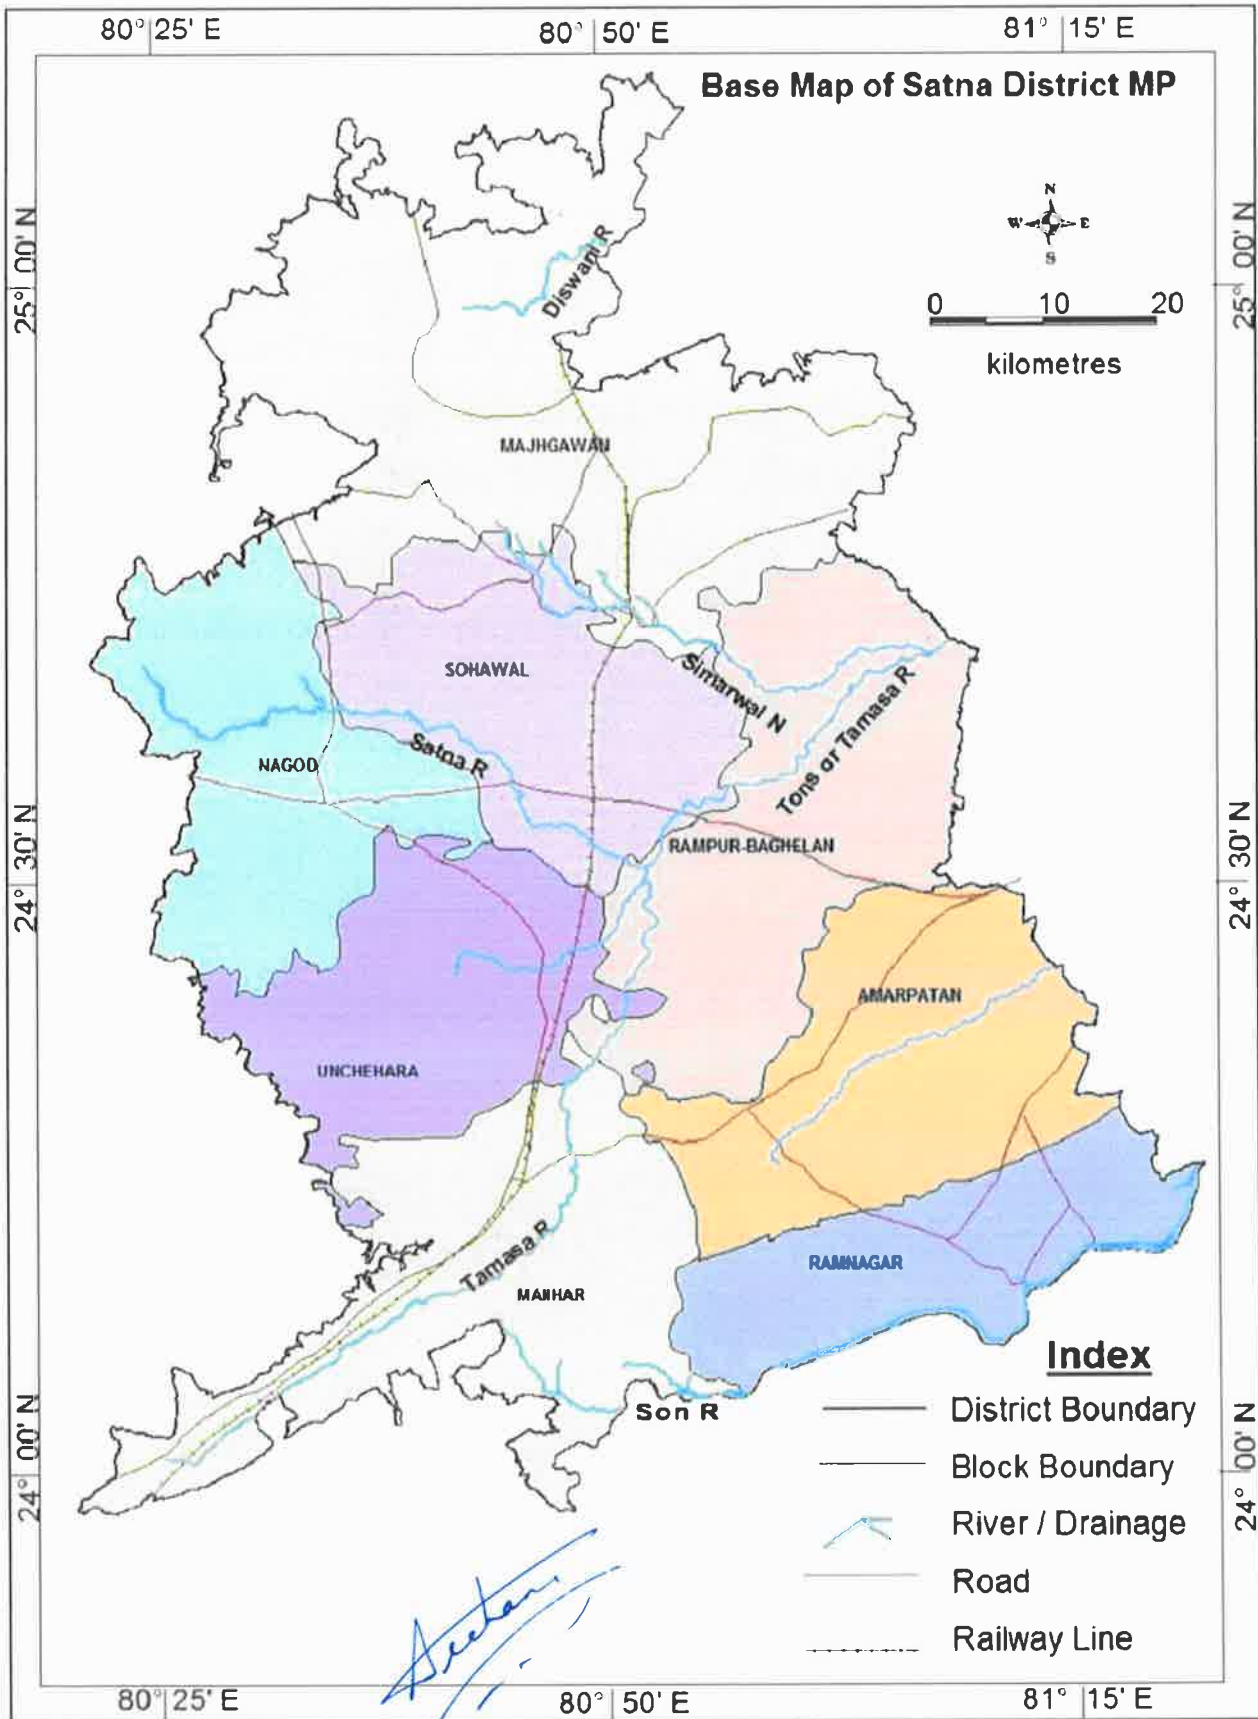 80° 25' E
80° 50' E
81° 15' E
Base Map of Satna District MP
N
W E
S
25° 00' N
25° 00' N
0 10 20
kilometres
Diswani R
MAJHGAWAN
SOHAWAL
Simarwal N
Tons or Tamasa R
Satna R
NAGOD
RAMPUR-BAGHELAN
24° 30' N
24° 30' N
AMARPATAN
UNCHEHARA
Tamasa R
RAMNAGAR
MAIHAR
Son R
24° 00' N
24° 00' N
Index
District Boundary
Block Boundary
River / Drainage
Road
Railway Line
80° 25' E
80° 50' E
81° 15' E